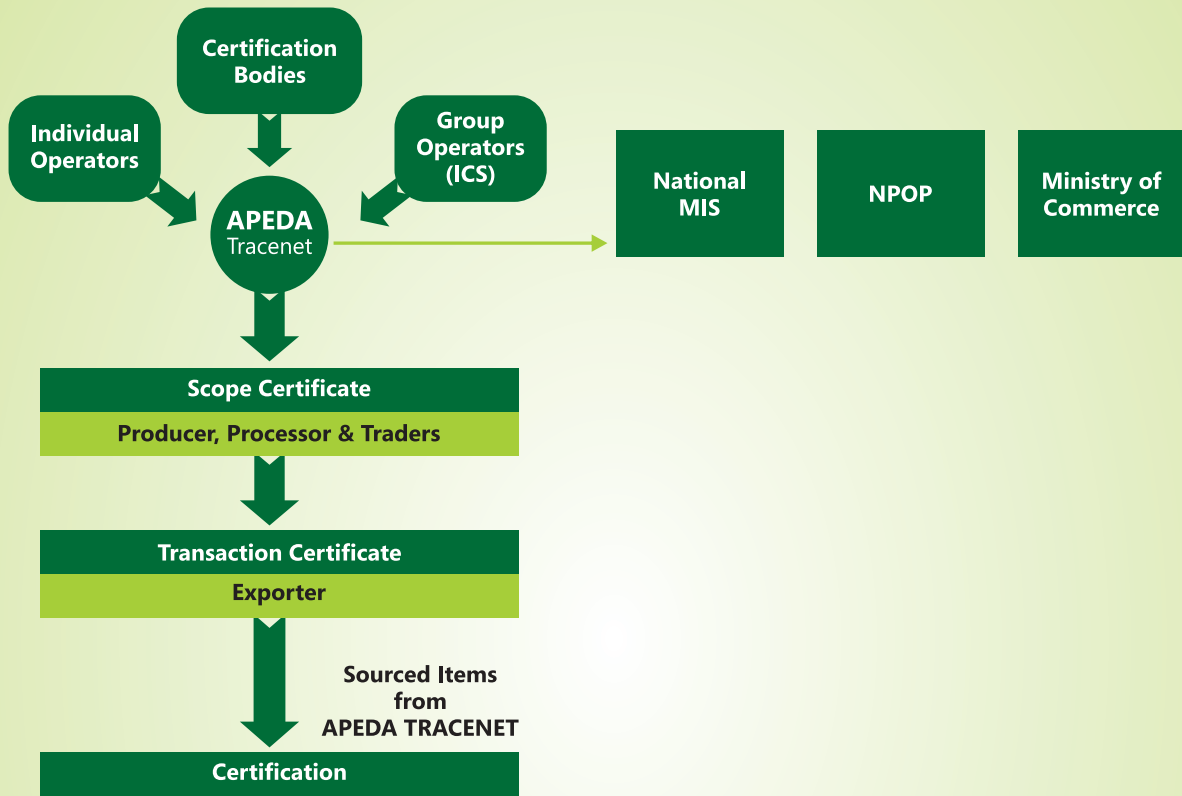 Certification
Bodies
Individual
Operators
Group
Operators
(ICS)
APEDA
Tracenet
National
MIS
NPOP
Ministry of
Commerce
Scope Certificate
Producer, Processor & Traders
Transaction Certificate
Exporter
Sourced Items
from
APEDA TRACENET
Certification